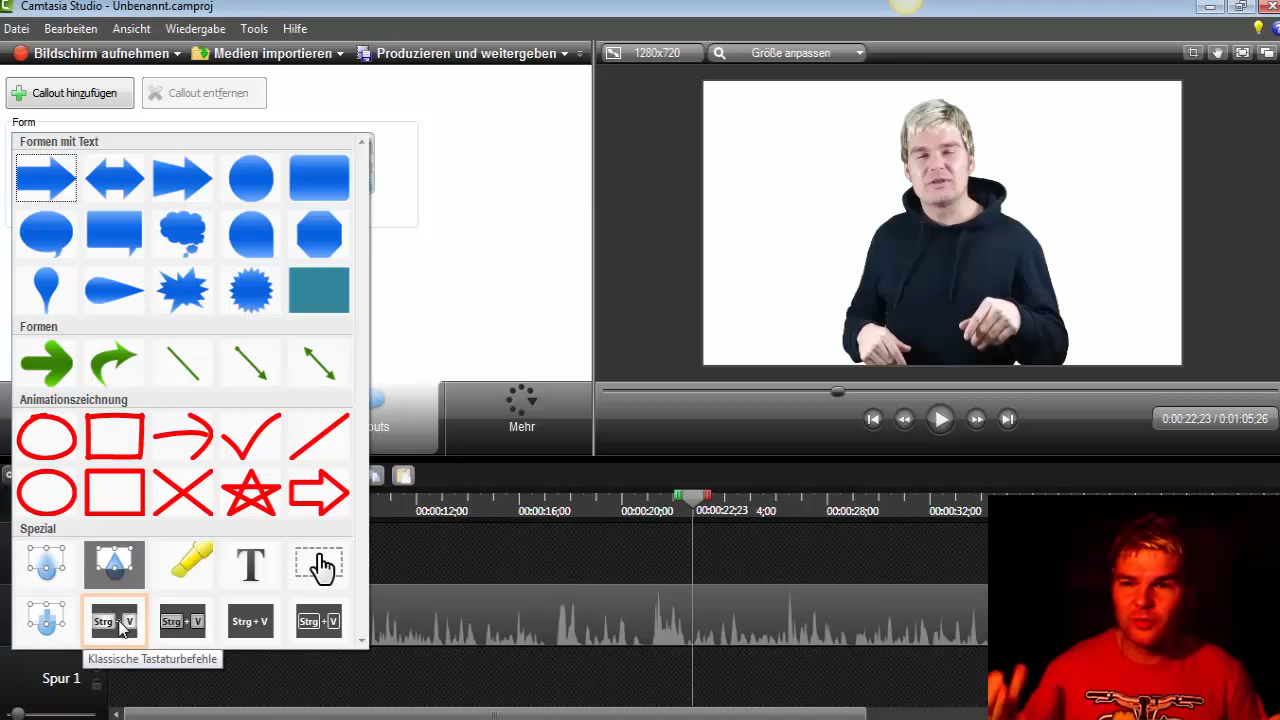 Camtasia Studio - Unbenannt.camproj
Datei Bearbeiten Ansicht Wiedergabe Tools Hilfe
Bildschirm aufnehmen Medien importieren Produzieren und weitergeben
1280x720 Größe anpassen
Callout hinzufügen Callout entfernen
Form
Formen mit Text
Formen
Animationszeichnung
Spezial
T
Strg + V Strg + V Strg + V Strg + V
Klassische Tastaturbefehle
outs Mehr
0:00:22;23 / 0:01:05;26
00:00:12;00 00:00:16;00 00:00:20;00 00:00:22;23 4;00 00:00:28;00 00:00:32;00
Spur 1